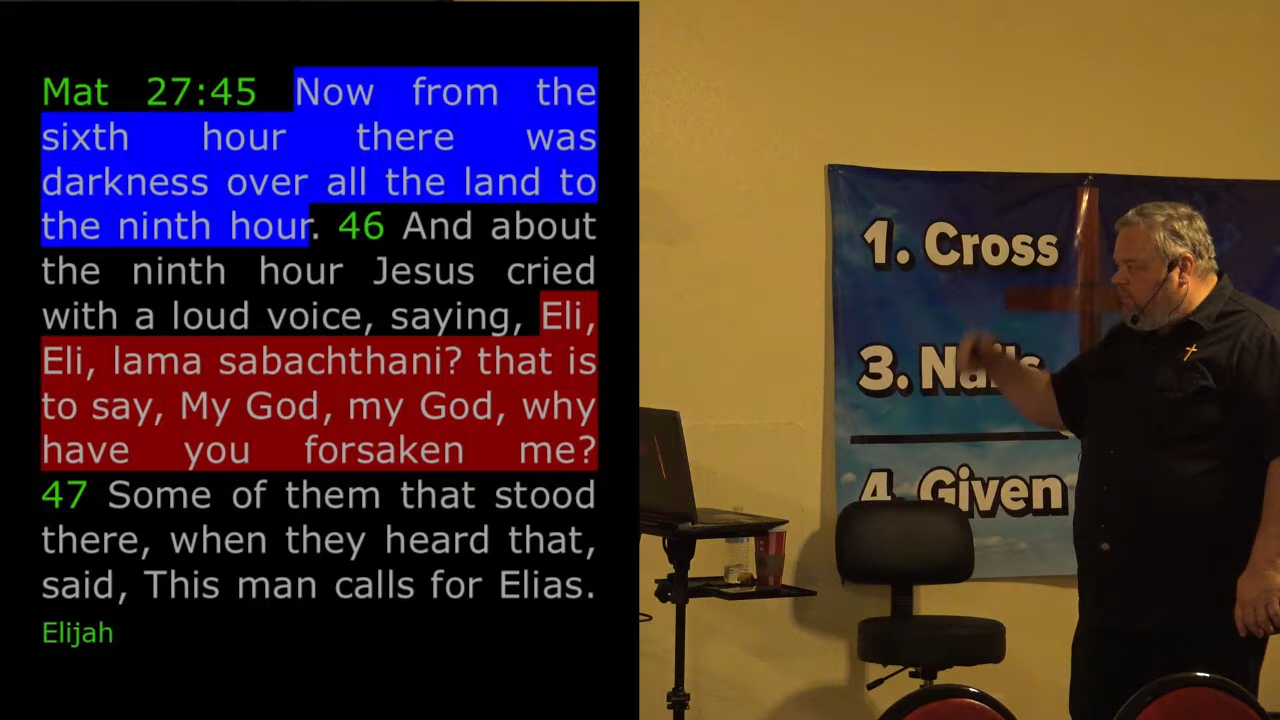 Mat 27:45 Now from the
sixth hour there was
darkness over all the land to
the ninth hour. 46 And about
the ninth hour Jesus cried
with a loud voice, saying, Eli,
Eli, lama sabachthani? that is
to say, My God, my God, why
have you forsaken me?
47 Some of them that stood
there, when they heard that,
said, This man calls for Elias.
Elijah
1. Cross
3. Nails
4. Given